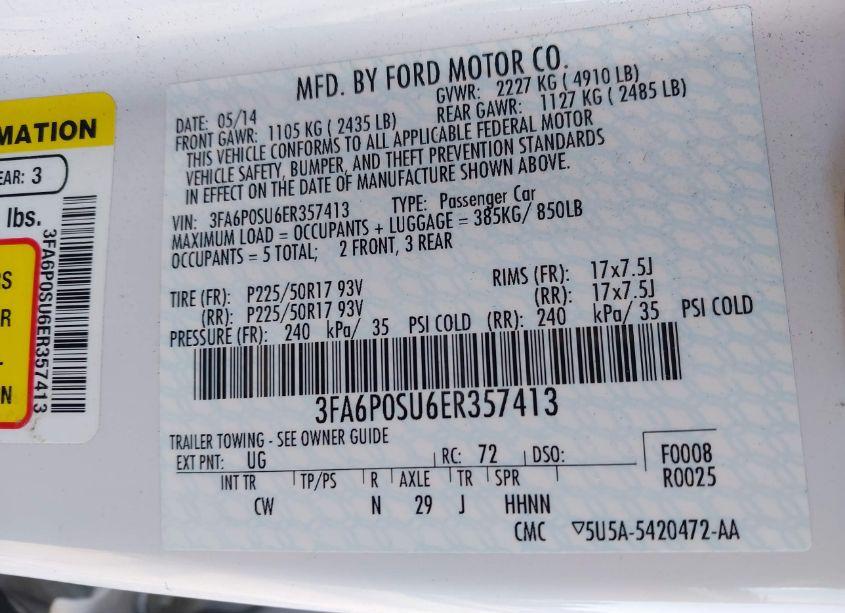 MATION
EAR: 3
lbs.
3FA6P0SU6ER357413
RS
R
N
MFD. BY FORD MOTOR CO.
DATE: 05/14 GVWR: 2227 KG ( 4910 LB)
FRONT GAWR: 1105 KG ( 2435 LB) REAR GAWR: 1127 KG ( 2485 LB)
THIS VEHICLE CONFORMS TO ALL APPLICABLE FEDERAL MOTOR
VEHICLE SAFETY, BUMPER, AND THEFT PREVENTION STANDARDS
IN EFFECT ON THE DATE OF MANUFACTURE SHOWN ABOVE.
VIN: 3FA6P0SU6ER357413 TYPE: Passenger Car
MAXIMUM LOAD = OCCUPANTS + LUGGAGE = 385KG/ 850LB
OCCUPANTS = 5 TOTAL; 2 FRONT, 3 REAR
TIRE (FR): P225/50R17 93V RIMS (FR): 17x7.5J
(RR): P225/50R17 93V (RR): 17x7.5J
PRESSURE (FR): 240 kPa/ 35 PSI COLD (RR): 240 kPa/ 35 PSI COLD
3FA6P0SU6ER357413
TRAILER TOWING - SEE OWNER GUIDE
EXT PNT: UG RC: 72 DSO: F0008
INT TR TP/PS R AXLE TR SPR R0025
CW N 29 J HHNN
CMC ▽5U5A-5420472-AA